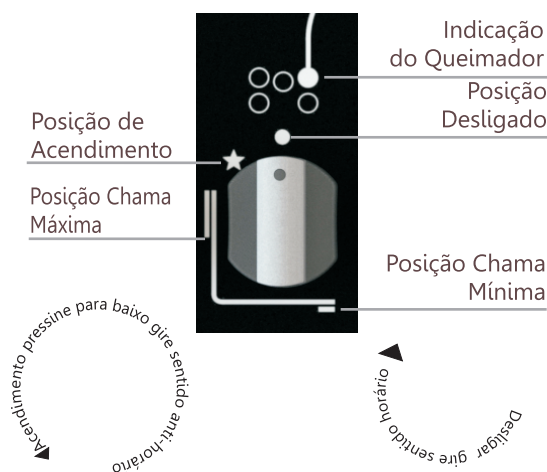 Indicação
do Queimador
Posição
Desligado
Posição de
Acendimento
Posição Chama
Máxima
Posição Chama
Mínima
Acendimento pressine para baixo gire sentido anti-horário
Desligar gire sentido horário